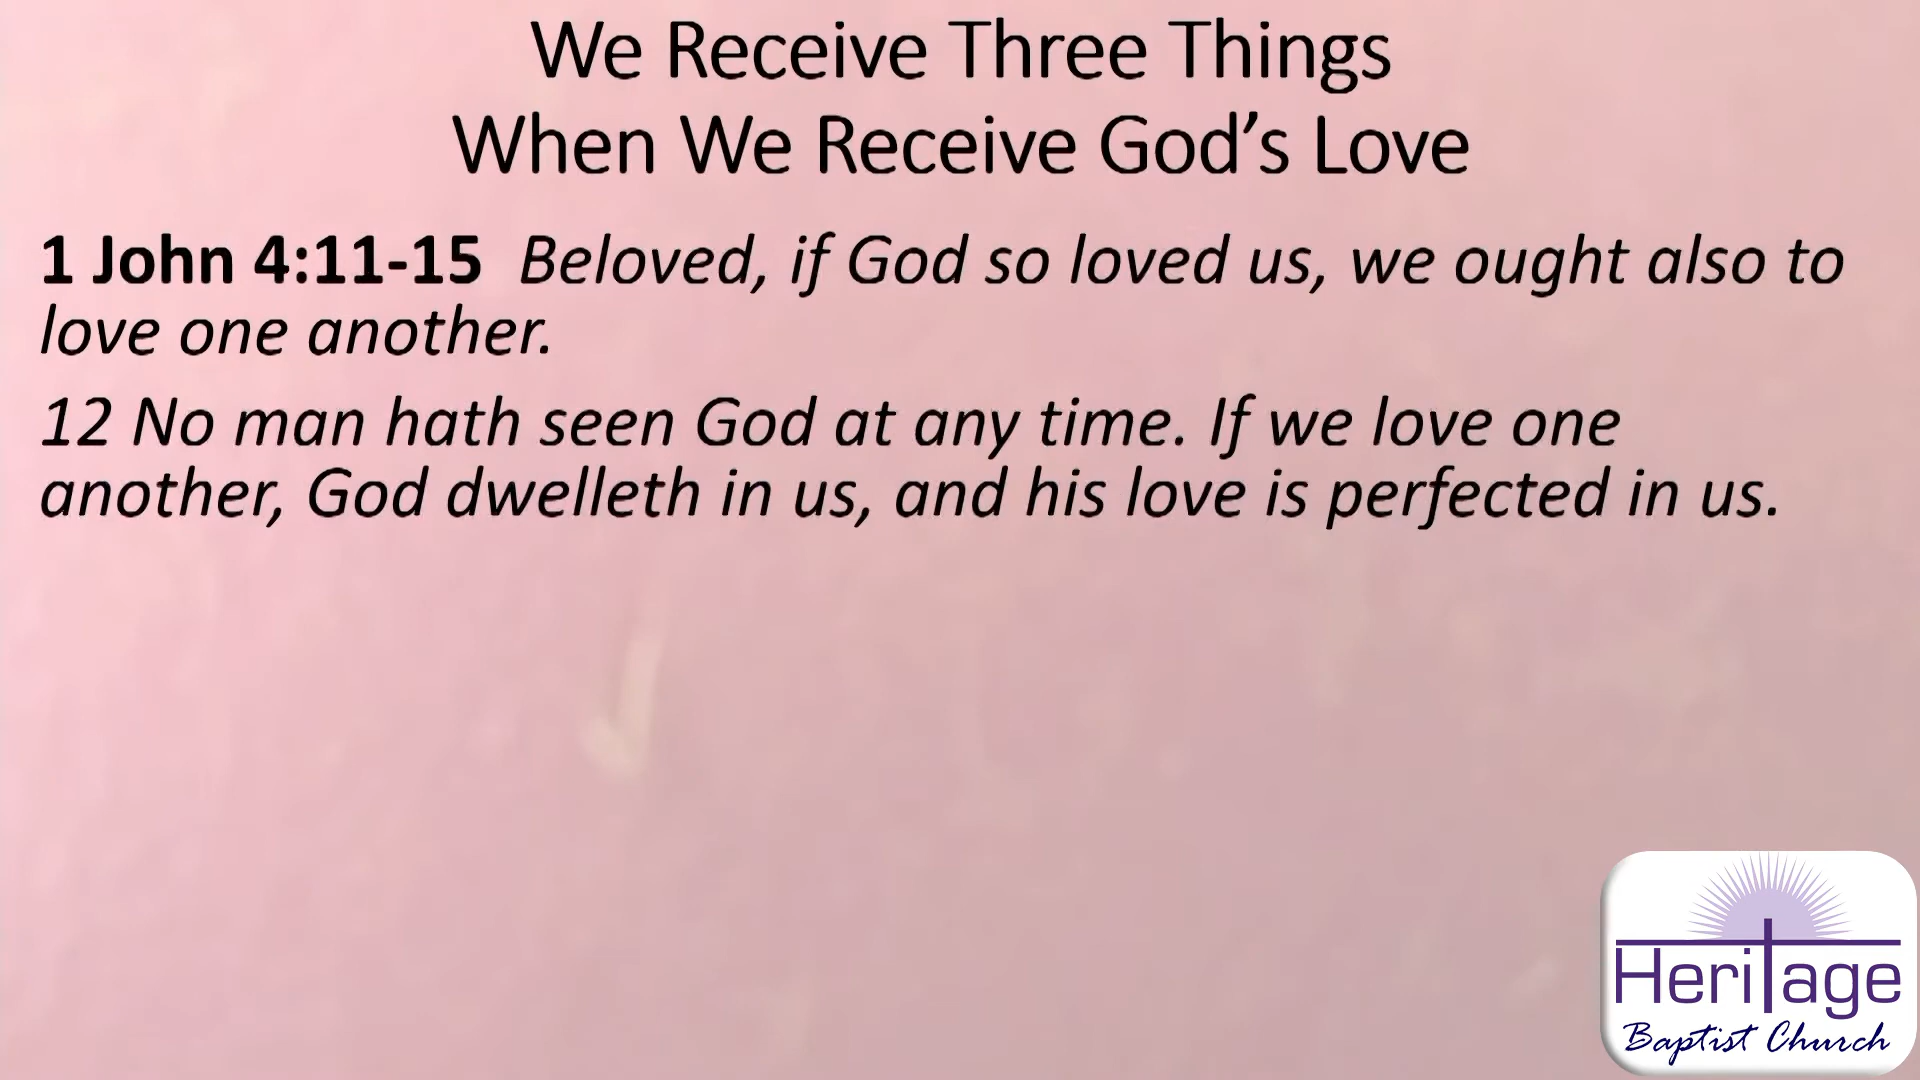 We Receive Three Things
When We Receive God’s Love
1 John 4:11-15 Beloved, if God so loved us, we ought also to
love one another.
12 No man hath seen God at any time. If we love one
another, God dwelleth in us, and his love is perfected in us.
Heritage
Baptist Church